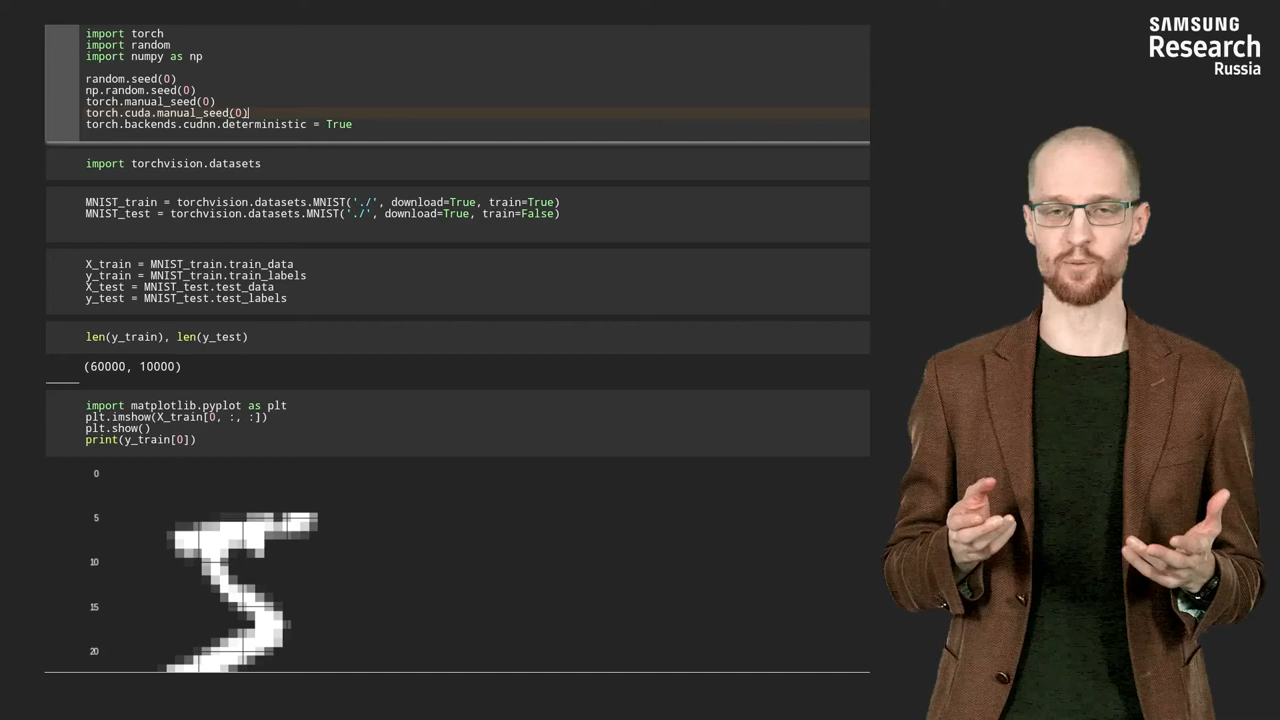 SAMSUNG
Research
Russia
import torch
import random
import numpy as np
random.seed(0)
np.random.seed(0)
torch.manual_seed(0)
torch.cuda.manual_seed(0)
torch.backends.cudnn.deterministic = True
import torchvision.datasets
MNIST_train = torchvision.datasets.MNIST('./', download=True, train=True)
MNIST_test = torchvision.datasets.MNIST('./', download=True, train=False)
X_train = MNIST_train.train_data
y_train = MNIST_train.train_labels
X_test = MNIST_test.test_data
y_test = MNIST_test.test_labels
len(y_train), len(y_test)
(60000, 10000)
import matplotlib.pyplot as plt
plt.imshow(X_train[0, :, :])
plt.show()
print(y_train[0])
0
5
10
15
20